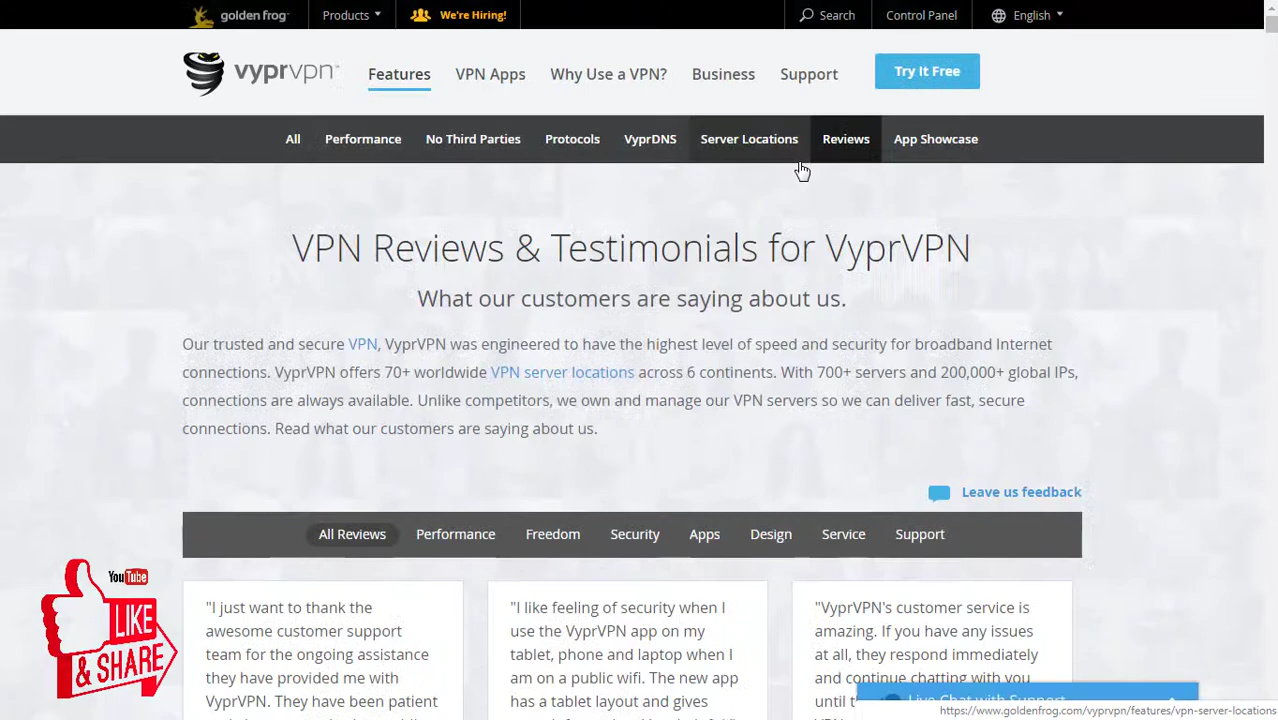 golden frog
Products
We're Hiring!
Search
Control Panel
English
vyprvpn
Features
VPN Apps
Why Use a VPN?
Business
Support
Try It Free
All
Performance
No Third Parties
Protocols
VyprDNS
Server Locations
Reviews
App Showcase
VPN Reviews & Testimonials for VyprVPN
What our customers are saying about us.
Our trusted and secure VPN, VyprVPN was engineered to have the highest level of speed and security for broadband Internet
connections. VyprVPN offers 70+ worldwide VPN server locations across 6 continents. With 700+ servers and 200,000+ global IPs,
connections are always available. Unlike competitors, we own and manage our VPN servers so we can deliver fast, secure
connections. Read what our customers are saying about us.
Leave us feedback
All Reviews
Performance
Freedom
Security
Apps
Design
Service
Support
"I just want to thank the
awesome customer support
team for the ongoing assistance
they have provided me with
VyprVPN. They have been patient
"I like feeling of security when I
use the VyprVPN app on my
tablet, phone and laptop when I
am on a public wifi. The new app
has a tablet layout and gives
"VyprVPN's customer service is
amazing. If you have any issues
at all, they respond immediately
and continue chatting with you
until
Live Chat with Support
https://www.goldenfrog.com/vyprvpn/features/vpn-server-locations
YouTube
LIKE
& SHARE